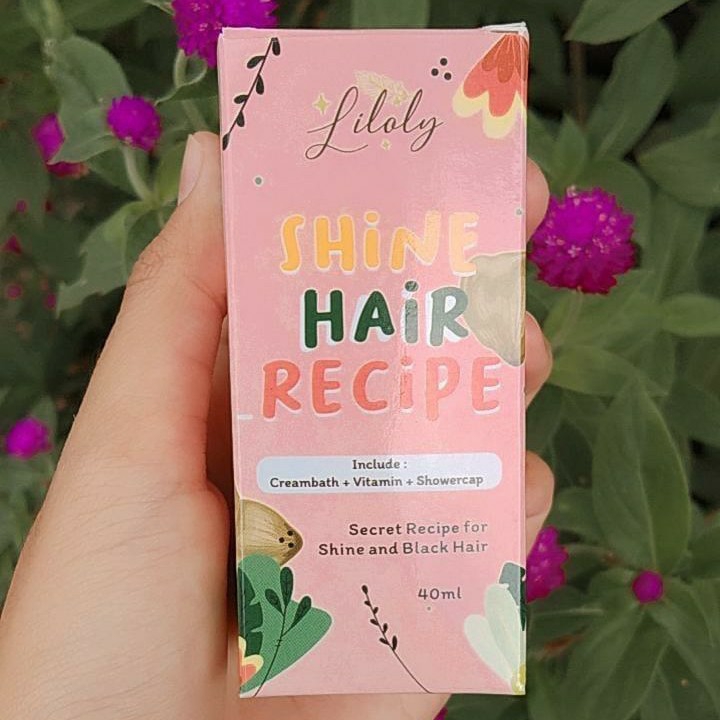 Liloly
SHiNE
HAiR
RECiPE
Include :
Creambath + Vitamin + Showercap
Secret Recipe for
Shine and Black Hair
40ml